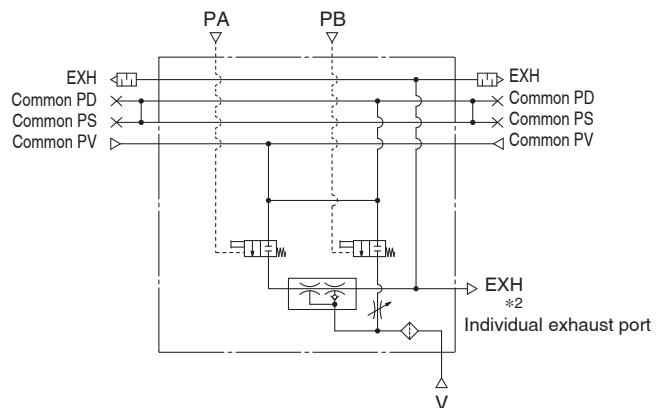 PA PB
EXH EXH
Common PD Common PD
Common PS Common PS
Common PV Common PV
EXH
*2
Individual exhaust port
V